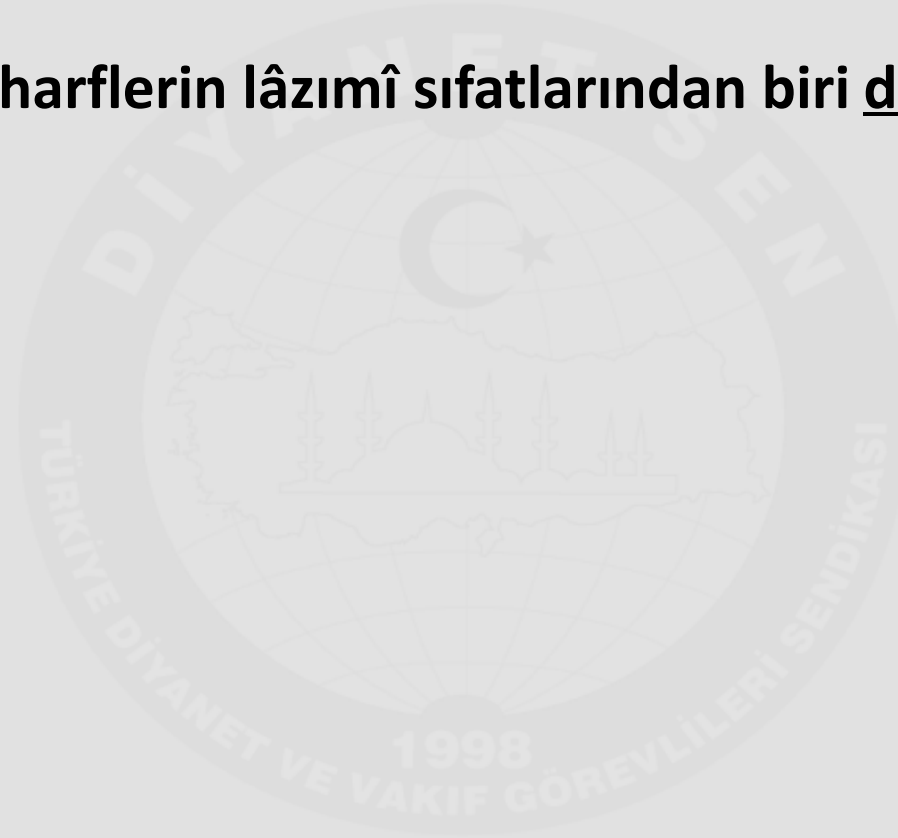 harflerin lâzımî sıfatlarından biri d
DİYANET SEN
TÜRKİYE DİYANET VE VAKIF GÖREVLİLERİ SENDİKASI
1998